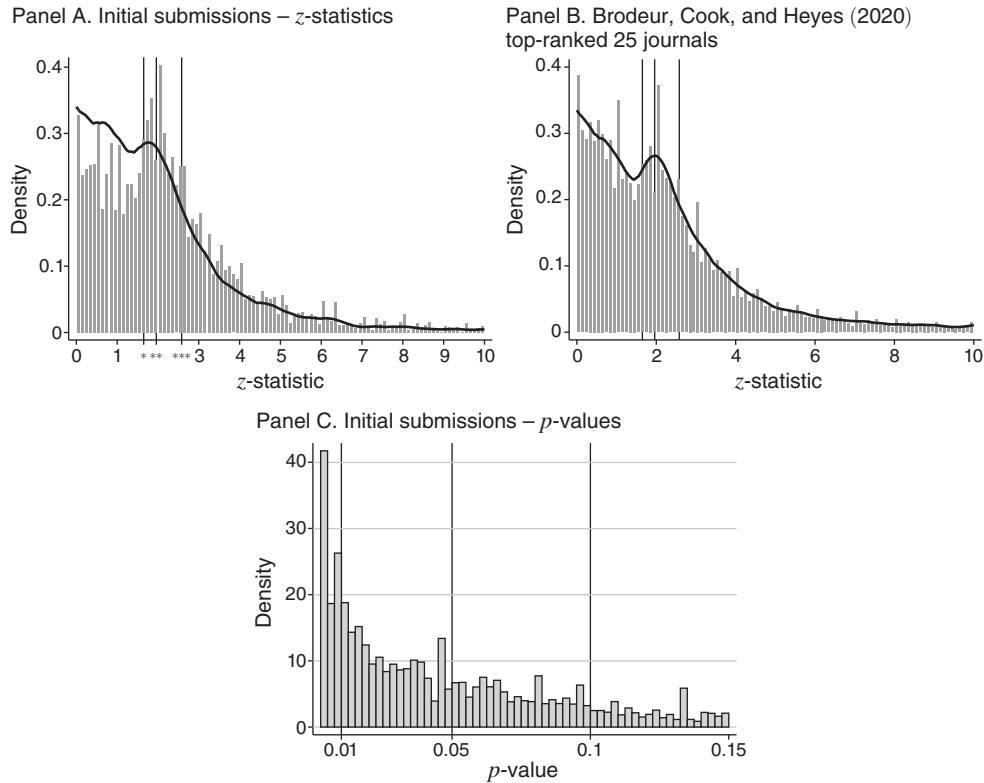 Panel A. Initial submissions – z-statistics
0.4
0.3
0.2
0.1
0
Density
0 1 3 4 5 6 7 8 9 10
* ** ***
z-statistic
Panel B. Brodeur, Cook, and Heyes (2020)
top-ranked 25 journals
0.4
0.3
0.2
0.1
0
Density
0 2 4 6 8 10
z-statistic
Panel C. Initial submissions – p-values
40
30
20
10
0
Density
0.01 0.05 0.1 0.15
p-value